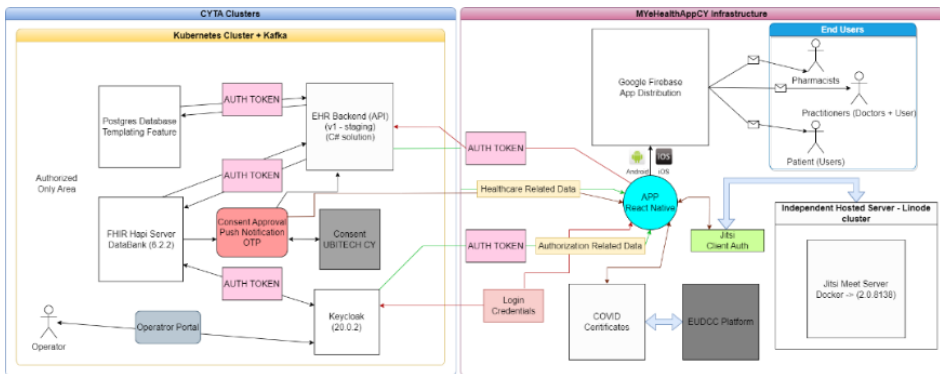 CYTA Clusters
Kubernetes Cluster + Kafka
Postgres Database
Templating Feature
AUTH TOKEN
EHR Backend (API)
(v1 - staging)
(C# solution)
AUTH TOKEN
Authorized
Only Area
FHIR Hapi Server
DataBank (6.2.2)
Consent Approval
Push Notification
OTP
Consent
UBITECH CY
AUTH TOKEN
Keycloak
(20.0.2)
Operatror Portal
Operator
MYeHealthAppCY Infrastructure
Google Firebase
App Distribution
End Users
Pharmacists
Practitioners (Doctors + User)
Patient (Users)
AUTH TOKEN
Android
iOS
iOS
Healthcare Related Data
APP
React Native
AUTH TOKEN
Authorization Related Data
Jitsi
Client Auth
Independent Hosted Server - Linode
cluster
Jitsi Meet Server
Docker -> (2.0.8138)
Login
Credentials
COVID
Certificates
EUDCC Platform